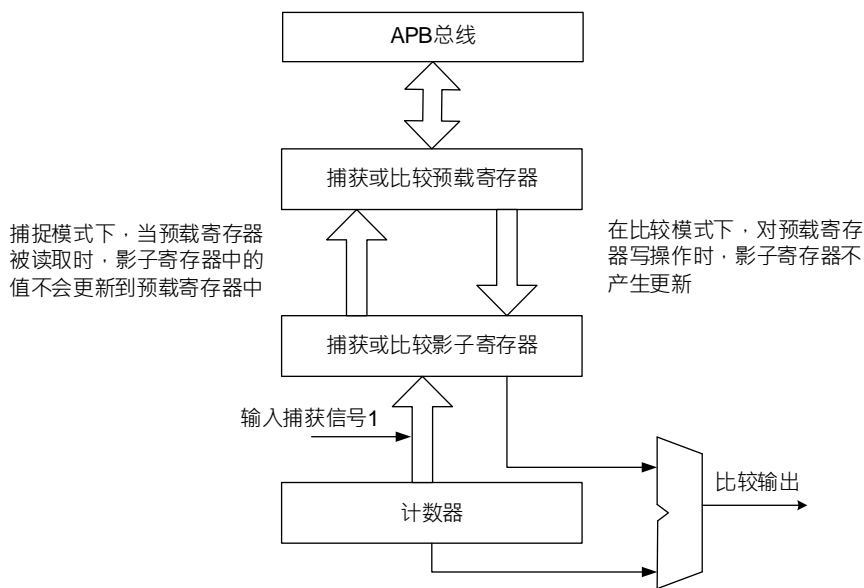 APB总线
捕获或比较预载寄存器
捕捉模式下，当预载寄存器
被读取时，影子寄存器中的
值不会更新到预载寄存器中
在比较模式下，对预载寄存
器写操作时，影子寄存器不
产生更新
捕获或比较影子寄存器
输入捕获信号1
计数器
比较输出